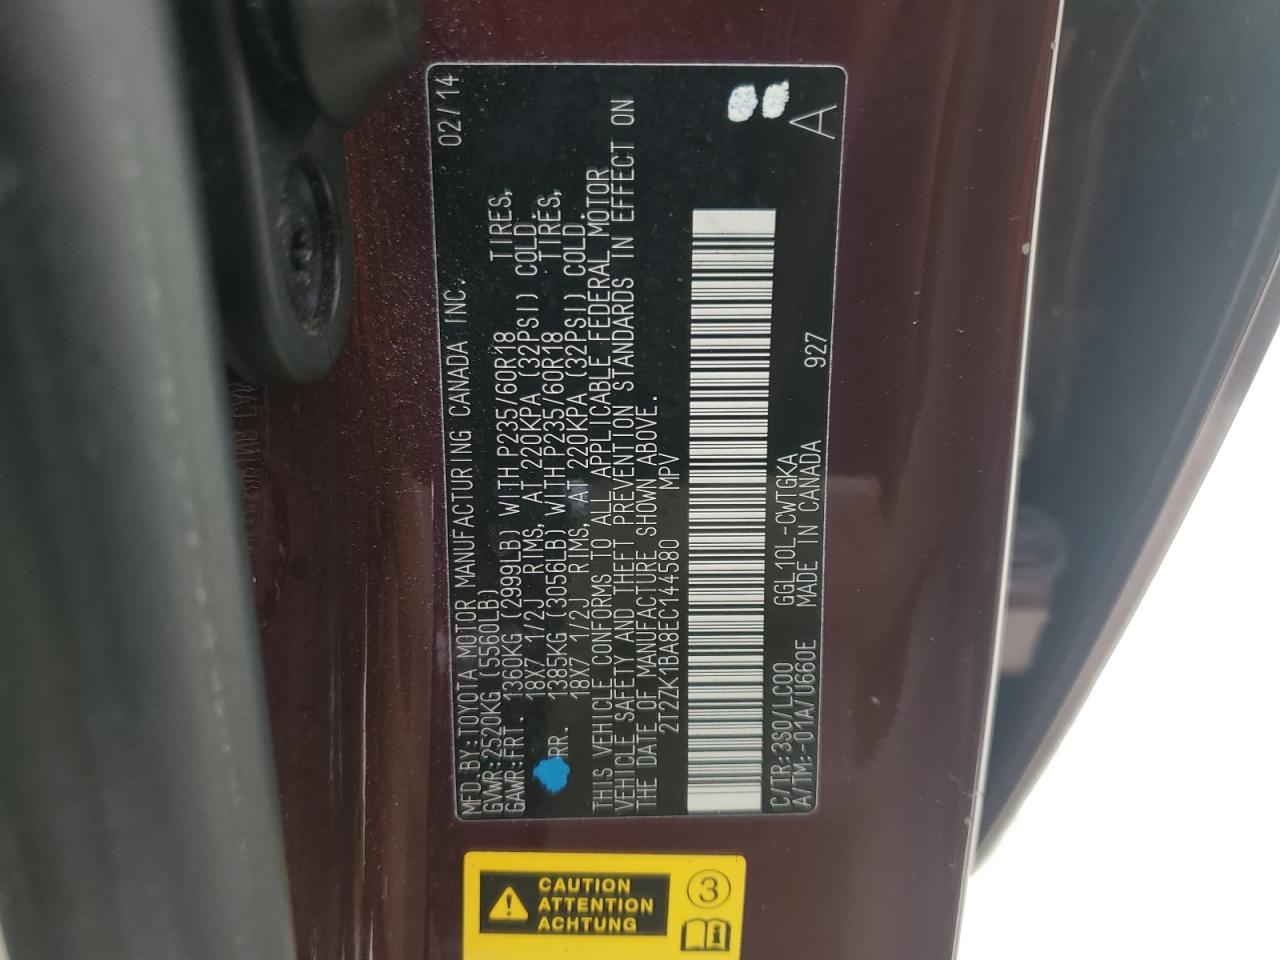 MFD.BY:TOYOTA MOTOR MANUFACTURING CANADA INC. 02/14
GVWR:2520KG (5560LB)
GAWR:FRT. 1360KG (2999LB) WITH P235/60R18 TIRES,
18X7 1/2J RIMS, AT 220KPA (32PSI) COLD.
RR. 1385KG (3056LB) WITH P235/60R18 TIRES,
18X7 1/2J RIMS, AT 220KPA (32PSI) COLD.
THIS VEHICLE CONFORMS TO ALL APPLICABLE FEDERAL MOTOR
VEHICLE SAFETY AND THEFT PREVENTION STANDARDS IN EFFECT ON
THE DATE OF MANUFACTURE SHOWN ABOVE.
2T2ZK1BA8EC144580 MPV
C/TR:3S0/LC00 GGL10L-CWTGKA
A/TM:-01A/U660E MADE IN CANADA 927 A
CAUTION
ATTENTION
ACHTUNG
3